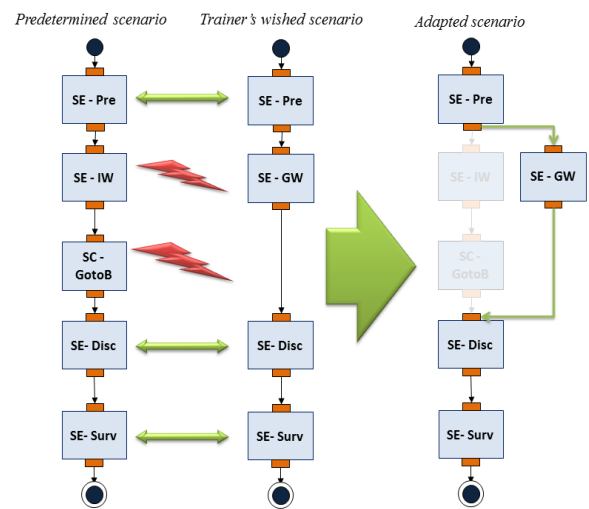 Predetermined scenario
Trainer's wished scenario
Adapted scenario
SE - Pre
SE - Pre
SE - Pre
SE - IW
SE - GW
SE - IW
SE - GW
SC -
GotoB
SC -
GotoB
SE- Disc
SE- Disc
SE- Disc
SE- Surv
SE- Surv
SE- Surv